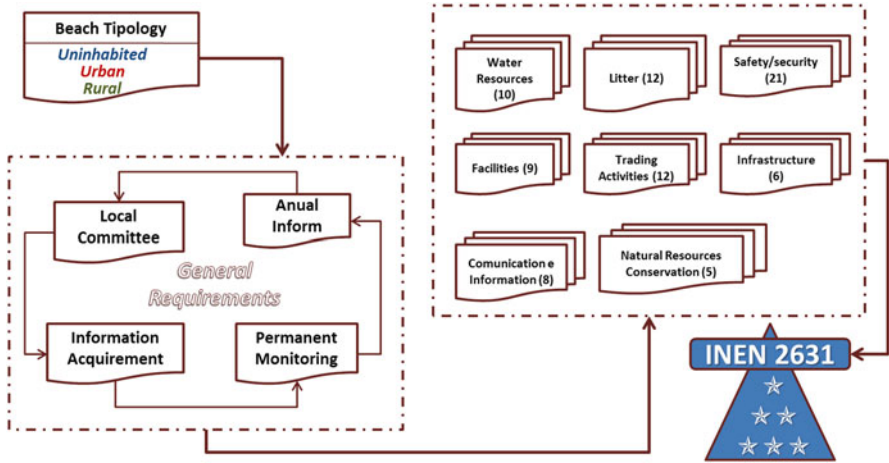 Beach Tipology
Uninhabited
Urban
Rural
Local
Committee
Anual
Inform
General
Requirements
Information
Acquirement
Permanent
Monitoring
Water
Resources
(10)
Litter (12)
Safety/security
(21)
Facilities (9)
Trading
Activities (12)
Infrastructure
(6)
Comunication e
Information (8)
Natural Resources
Conservation (5)
INEN 2631